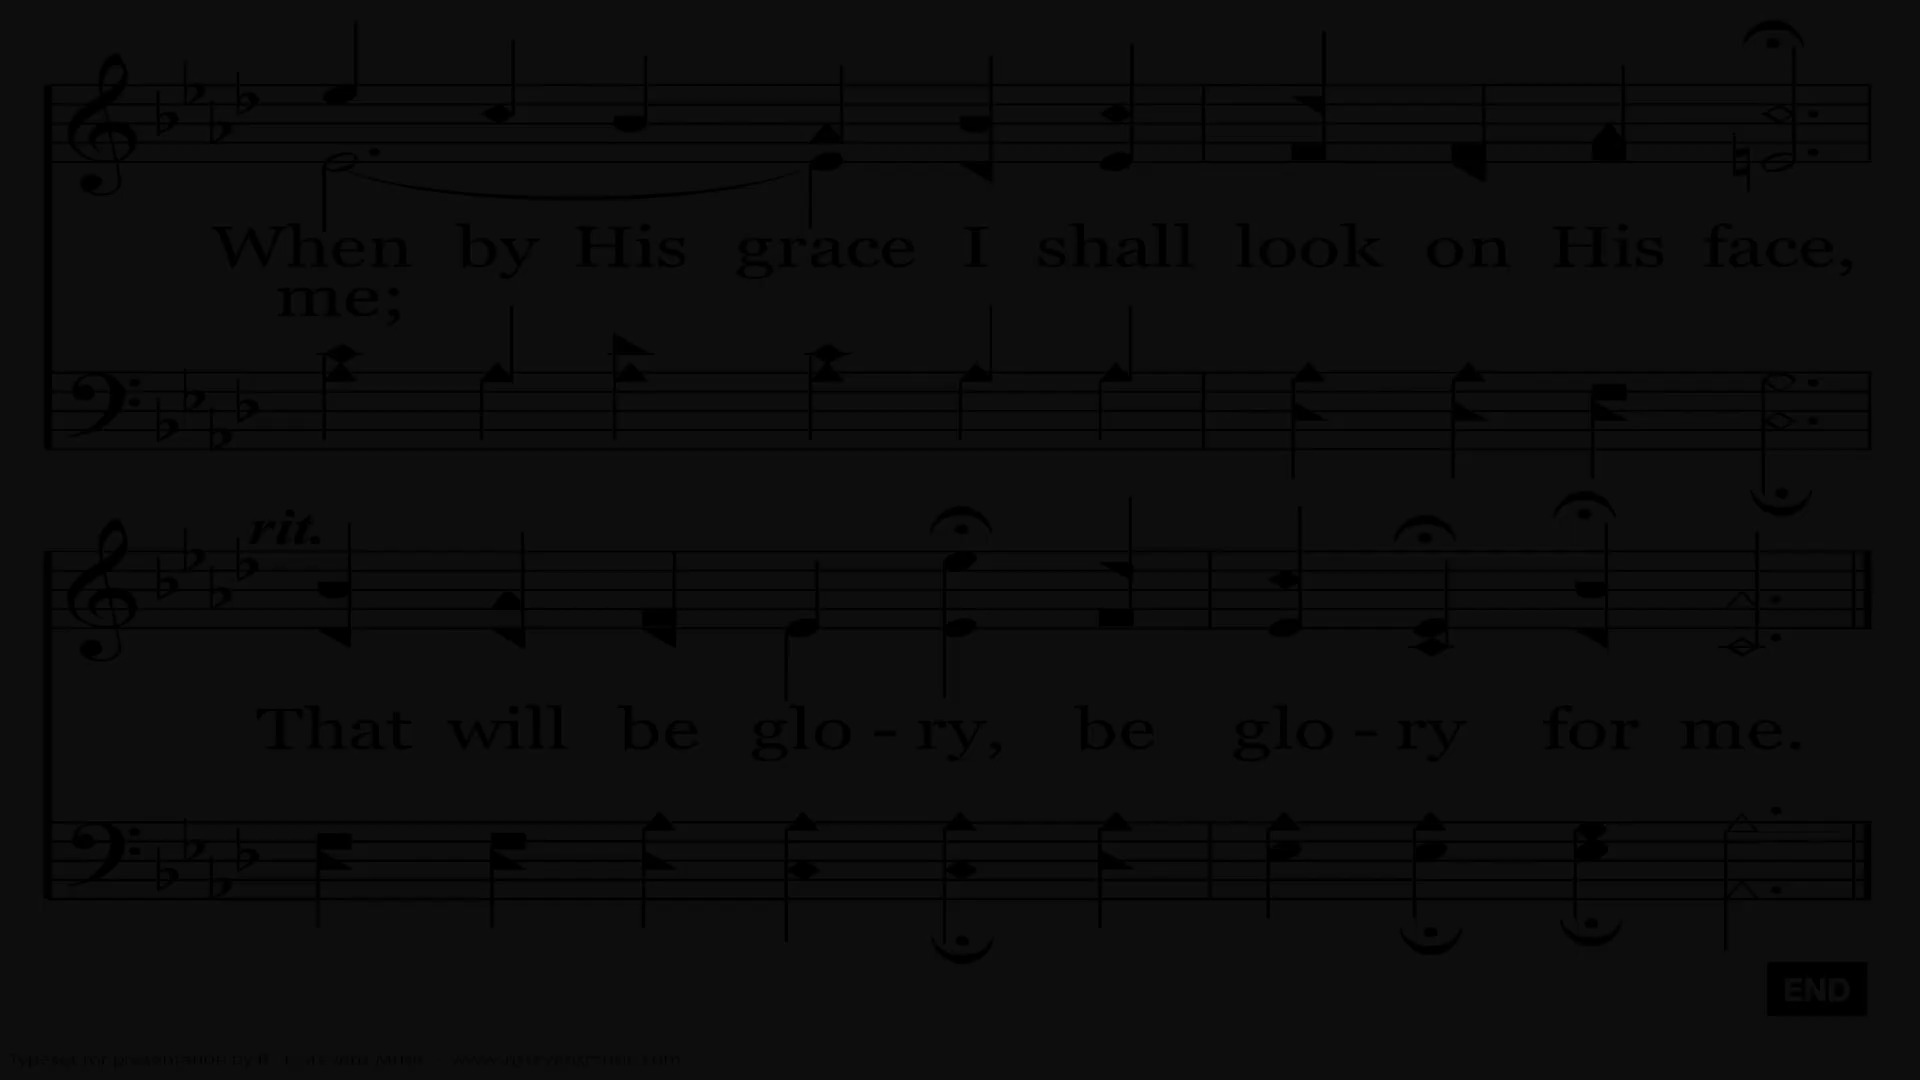 When by His grace I shall look on His face,
me;
rit.
That will be glo - ry, be glo - ry for me.
END